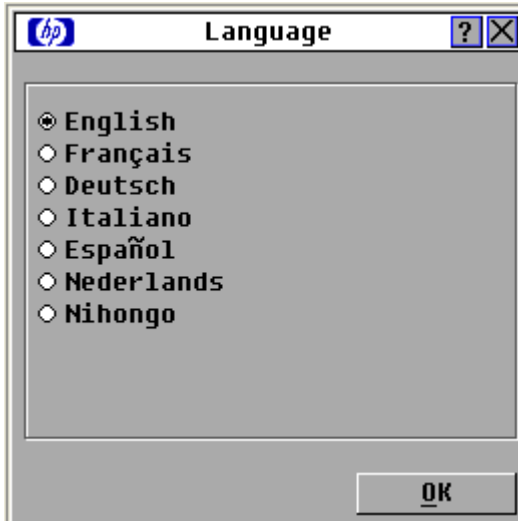 hp Language ? X
English
Français
Deutsch
Italiano
Español
Nederlands
Nihongo
OK